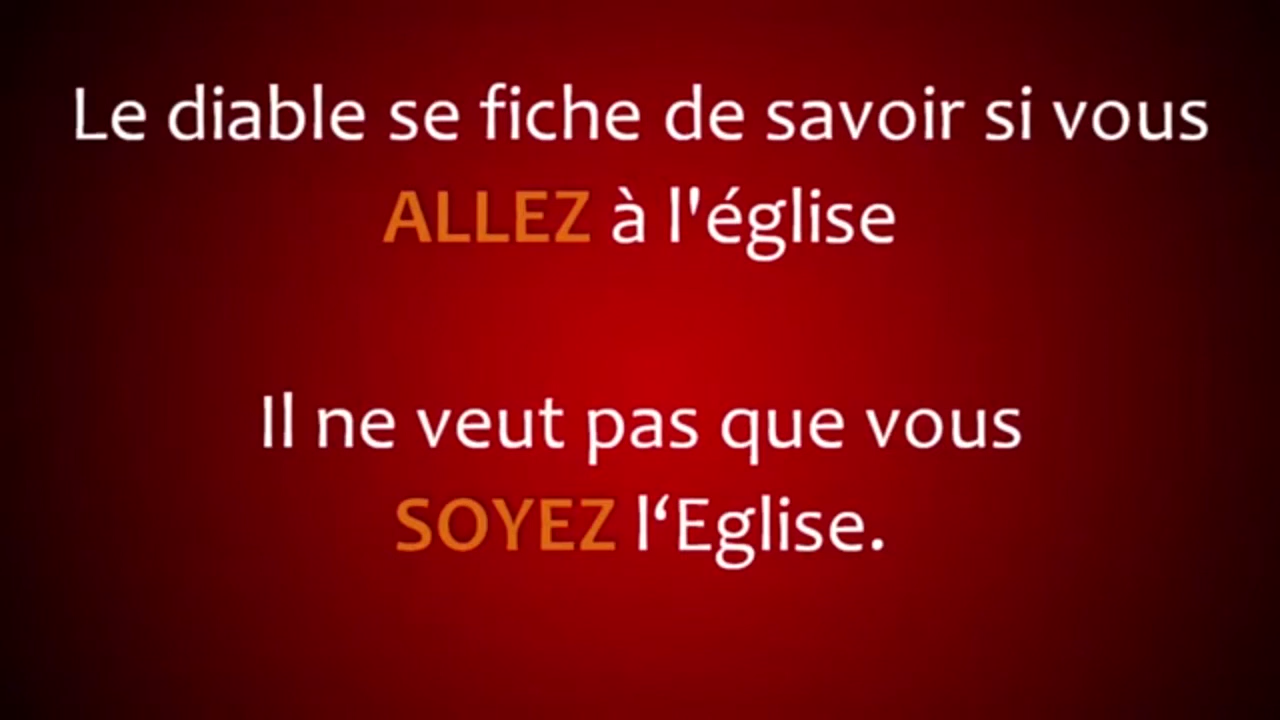 Le diable se fiche de savoir si vous
ALLEZ à l'église
Il ne veut pas que vous
SOYEZ l‘Eglise.